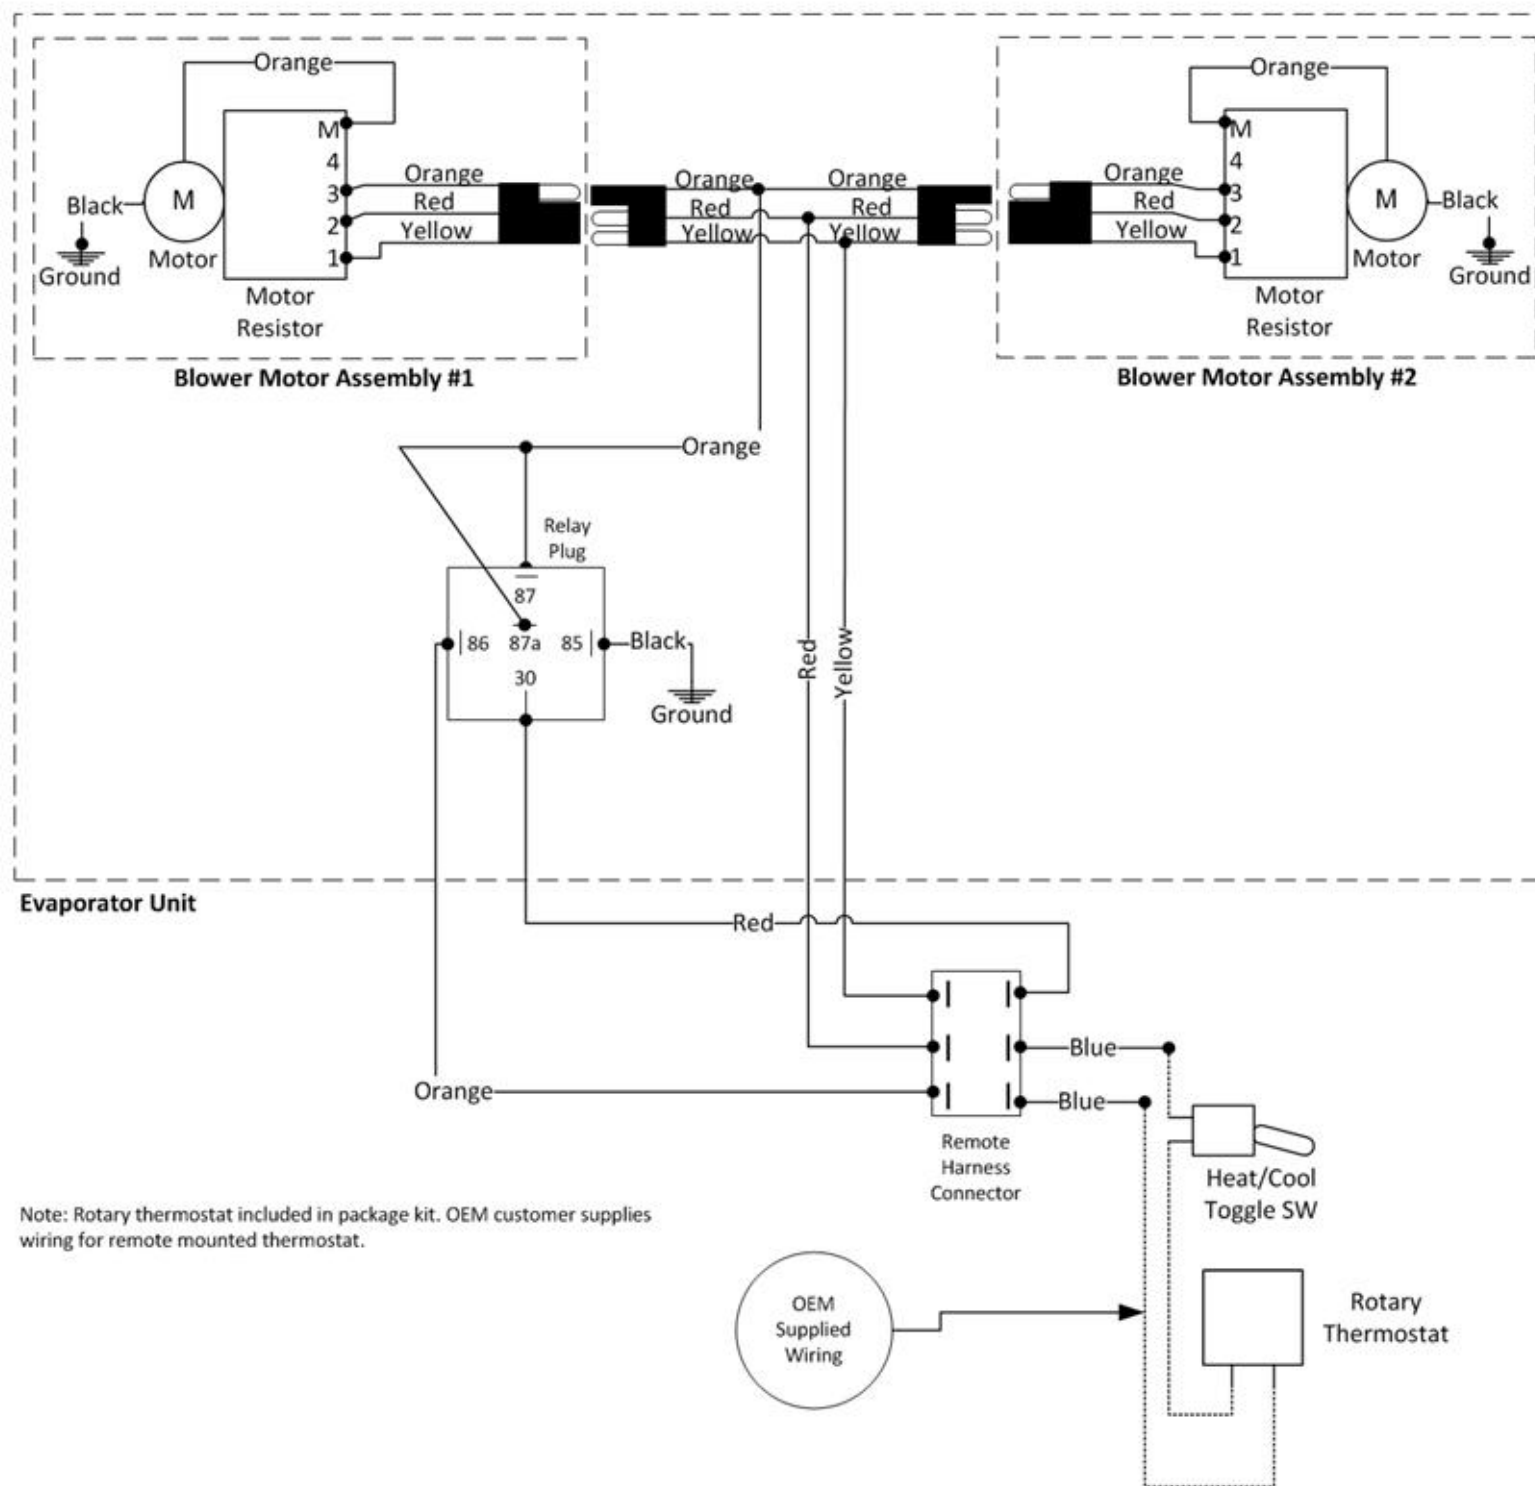 Orange
Orange
M
4
3
2
1
M
4
3
2
1
Orange
Red
Yellow
Orange
Red
Yellow
Orange
Red
Yellow
Orange
Red
Yellow
Black
M
Motor
Ground
M
Motor
Black
Ground
Motor
Resistor
Motor
Resistor
Blower Motor Assembly #1
Blower Motor Assembly #2
Orange
Relay
Plug
87
86
87a
85
30
Black
Ground
Red
Yellow
Evaporator Unit
Red
Orange
Blue
Blue
Remote
Harness
Connector
Heat/Cool
Toggle SW
Note: Rotary thermostat included in package kit. OEM customer supplies
wiring for remote mounted thermostat.
OEM
Supplied
Wiring
Rotary
Thermostat